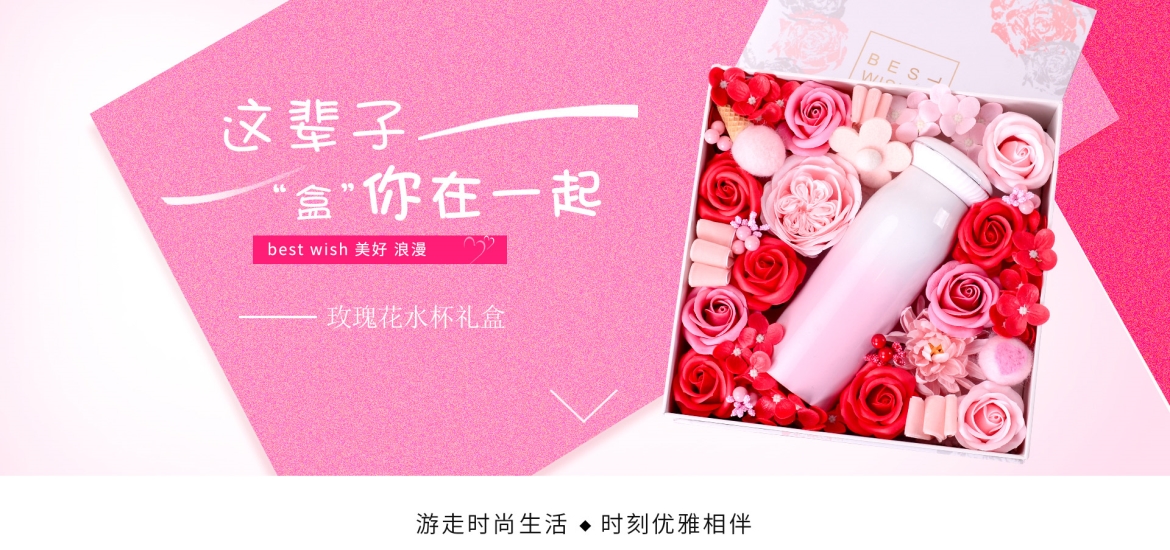 这辈子
“盒”你在一起
best wish 美好 浪漫
玫瑰花水杯礼盒
BEST
游走时尚生活 ◆ 时刻优雅相伴